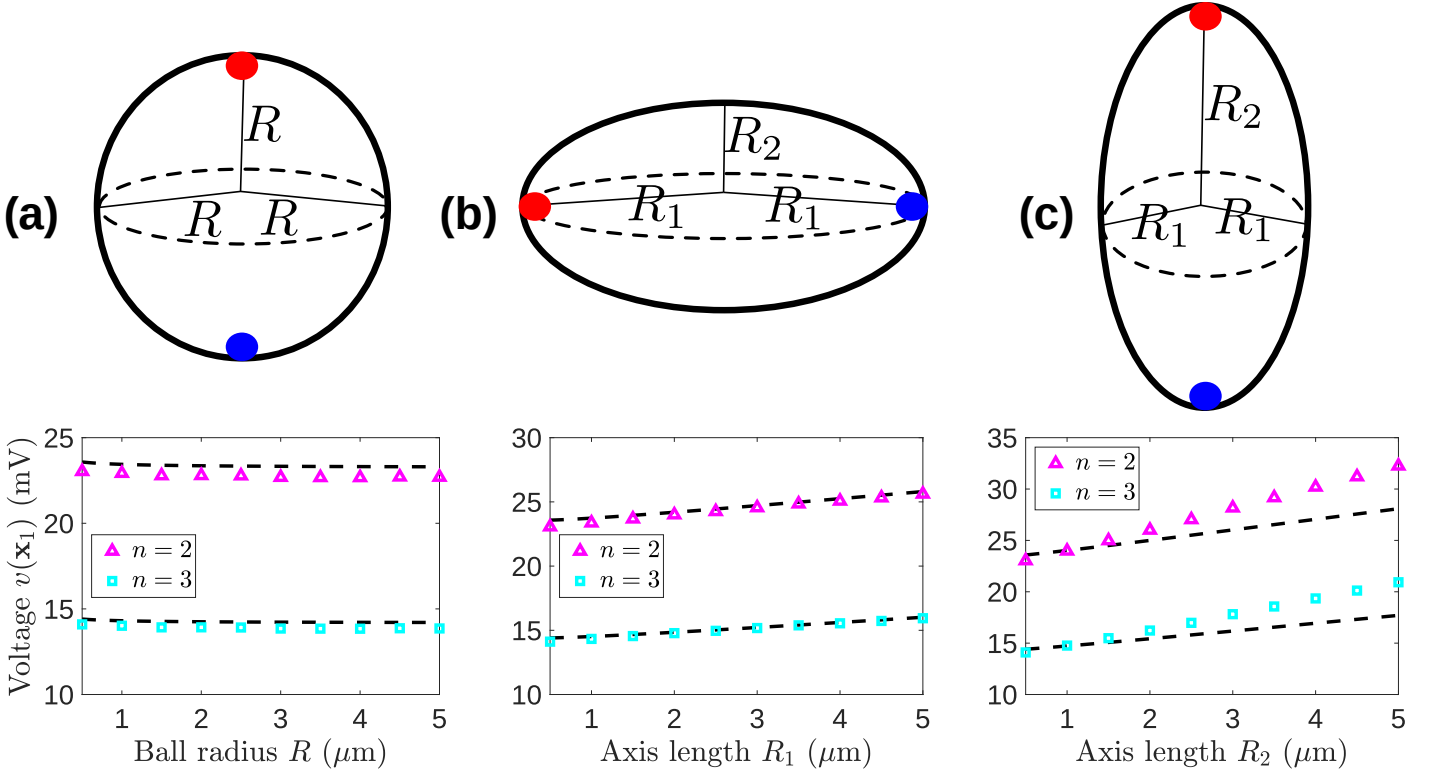 (a)
R
R R
(b)
R₂
R₁ R₁
(c)
R₂
R₁ R₁
Voltage v(x₁) (mV)
25
20
15
10
n = 2
n = 3
1 2 3 4 5
Ball radius R (μm)
30
25
20
15
10
n = 2
n = 3
1 2 3 4 5
Axis length R₁ (μm)
35
30
25
20
15
10
n = 2
n = 3
1 2 3 4 5
Axis length R₂ (μm)